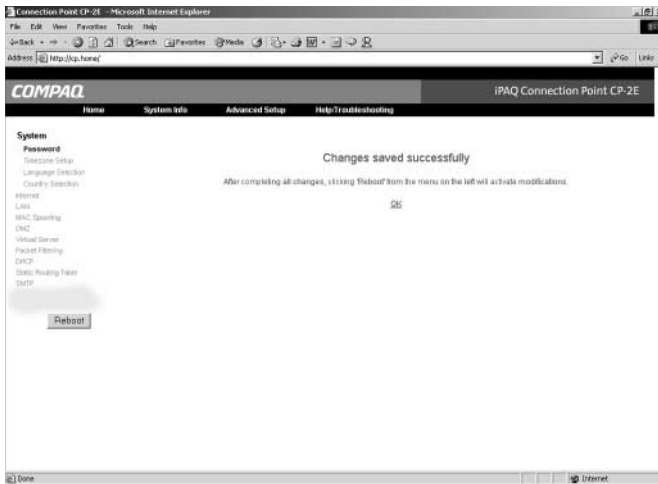 Connection Point CP-2E - Microsoft Internet Explorer
File Edit View Favorites Tools Help
Back Search Favorites Media
Address http://cp.home/ Go Links
COMPAQ iPAQ Connection Point CP-2E
Home System Info Advanced Setup Help/Troubleshooting
System
Password
Timezone Setup
Language Selection
Country Selection
Internet
LAN
MAC Spoofing
DMZ
Virtual Server
Packet Filtering
DHCP
Static Routing Table
SMTP
Reboot
Changes saved successfully
After completing all changes, clicking 'Reboot' from the menu on the left will activate modifications.
OK
Done Internet